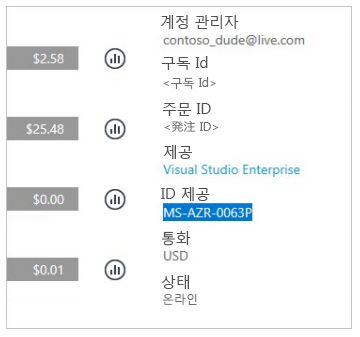 계정 관리자
contoso_dude@live.com
$2.58
구독 Id
<구독 Id>
주문 ID
<発注 ID>
$25.48
제공
Visual Studio Enterprise
ID 제공
$0.00
MS-AZR-0063P
통화
USD
$0.01
상태
온라인